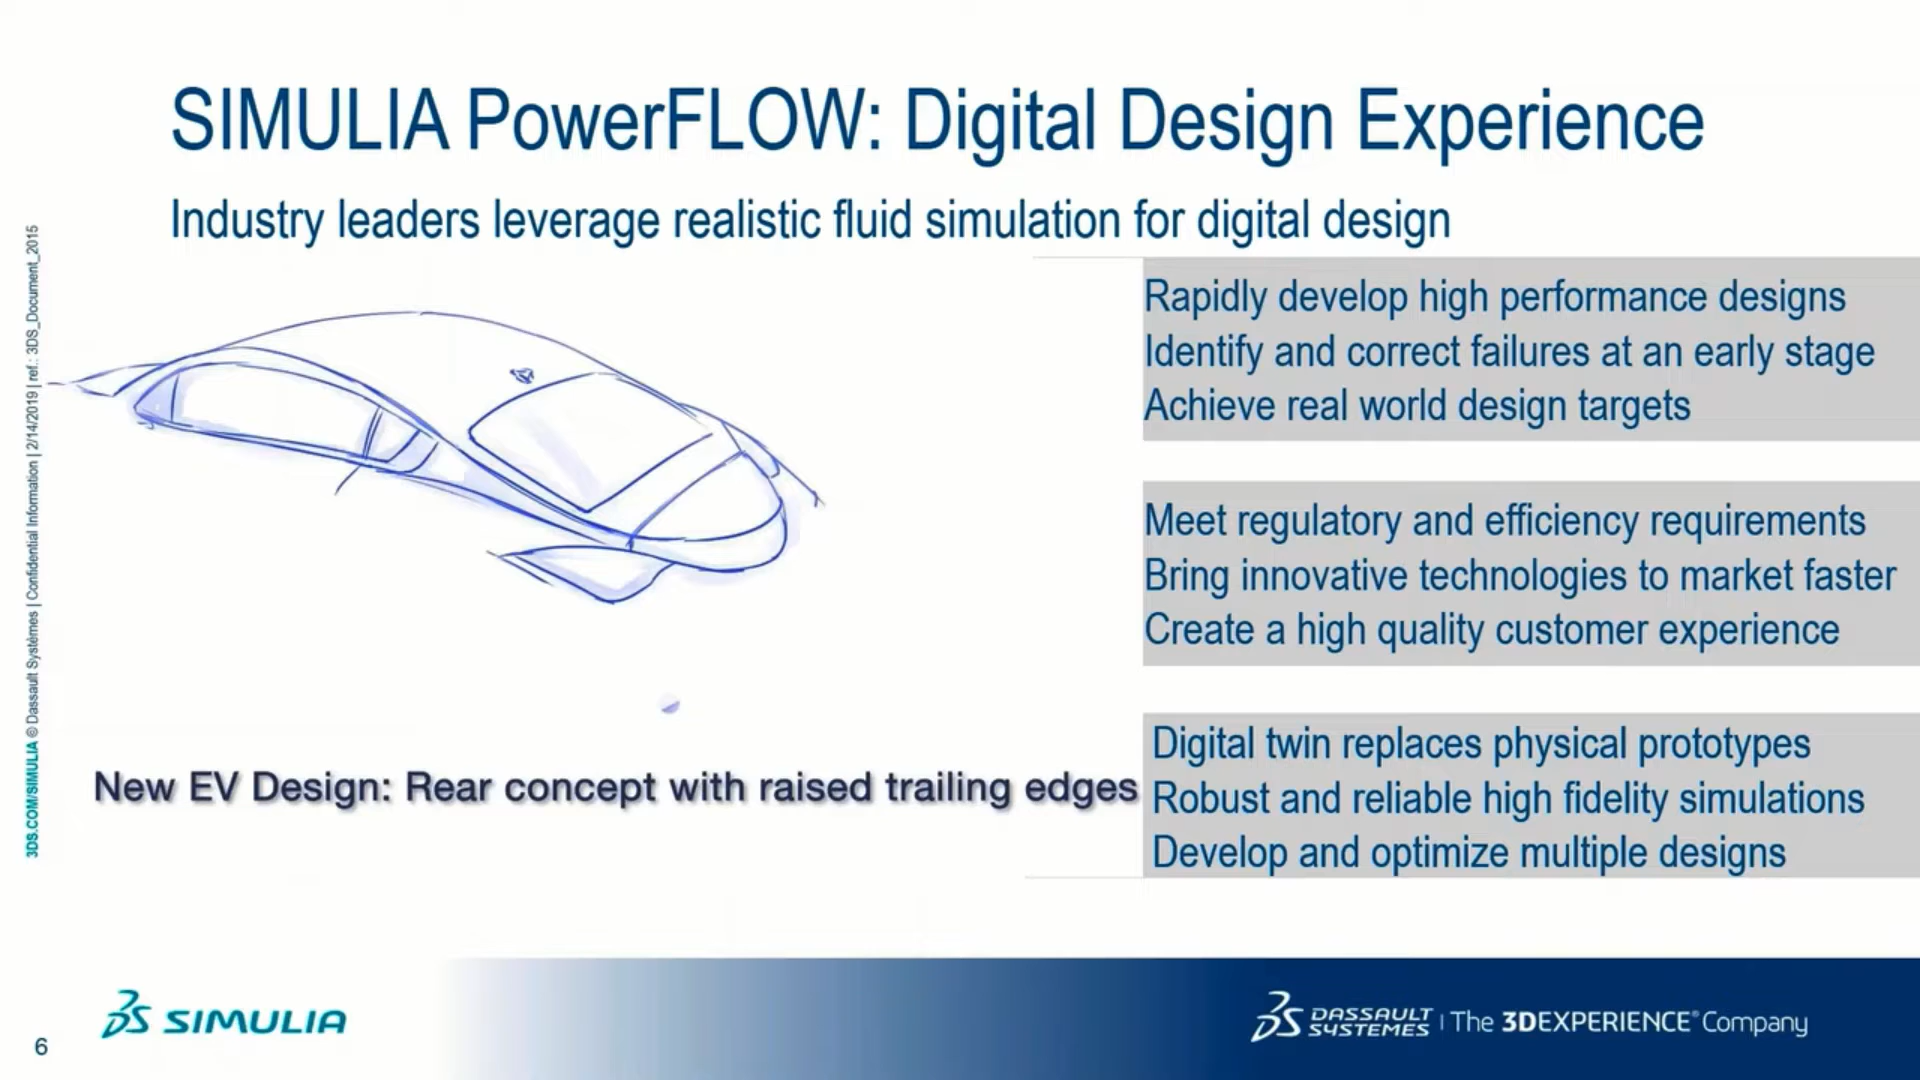 SIMULIA PowerFLOW: Digital Design Experience
Industry leaders leverage realistic fluid simulation for digital design
3DS.COM/SIMULIA © Dassault Systèmes | Confidential Information | 2/14/2019 | ref.: 3DS_Document_2015
Rapidly develop high performance designs
Identify and correct failures at an early stage
Achieve real world design targets
Meet regulatory and efficiency requirements
Bring innovative technologies to market faster
Create a high quality customer experience
New EV Design: Rear concept with raised trailing edges
Digital twin replaces physical prototypes
Robust and reliable high fidelity simulations
Develop and optimize multiple designs
6
3DS SIMULIA
3DS DASSAULT SYSTEMES | The 3DEXPERIENCE® Company